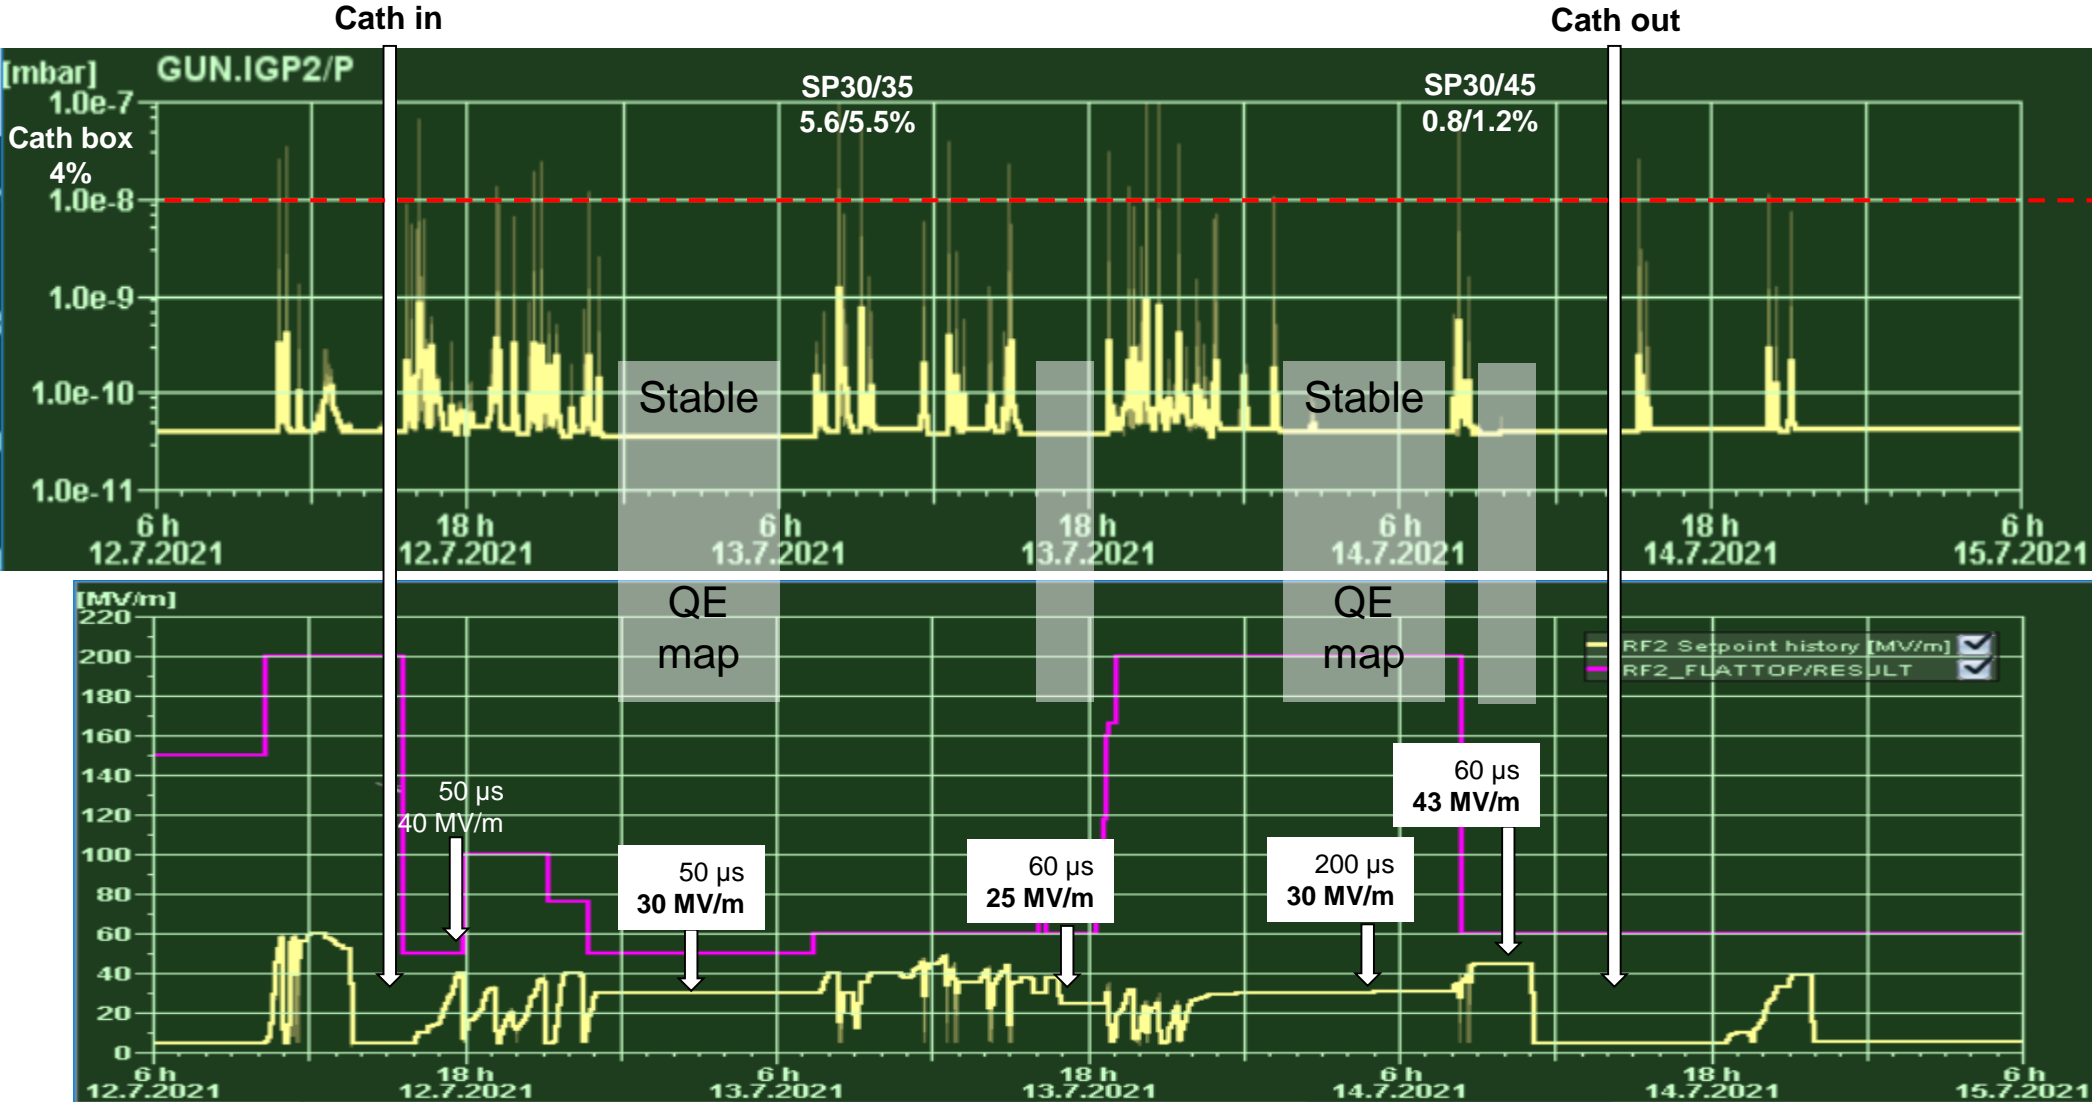 Cath in
Cath out
[mbar]
GUN.IGP2/P
SP30/35
5.6/5.5%
SP30/45
0.8/1.2%
1.0e-7
Cath box
4%
1.0e-8
1.0e-9
1.0e-10
1.0e-11
Stable
Stable
6 h
12.7.2021
18 h
12.7.2021
6 h
13.7.2021
18 h
13.7.2021
6 h
14.7.2021
18 h
14.7.2021
6 h
15.7.2021
[MV/m]
220
200
180
160
140
120
100
80
60
40
20
0
QE
map
QE
map
RF2 Setpoint history [MV/m]
RF2_FLATTOP/RESULT
50 µs
40 MV/m
50 µs
30 MV/m
60 µs
25 MV/m
200 µs
30 MV/m
60 µs
43 MV/m
6 h
12.7.2021
18 h
12.7.2021
6 h
13.7.2021
18 h
13.7.2021
6 h
14.7.2021
18 h
14.7.2021
6 h
15.7.2021